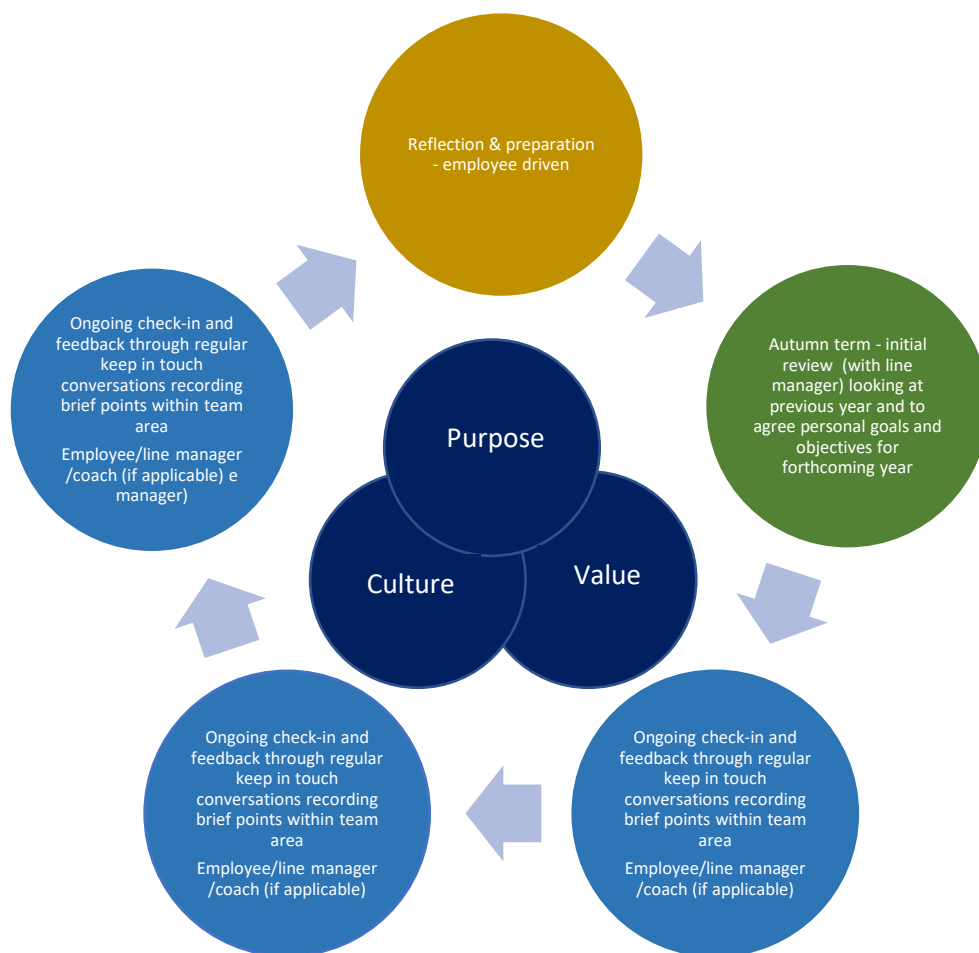 Reflection & preparation
- employee driven
Autumn term - initial
review (with line
manager) looking at
previous year and to
agree personal goals and
objectives for
forthcoming year
Ongoing check-in and
feedback through regular
keep in touch
conversations recording
brief points within team
area
Employee/line manager
/coach (if applicable)
Ongoing check-in and
feedback through regular
keep in touch
conversations recording
brief points within team
area
Employee/line manager
/coach (if applicable)
Ongoing check-in and
feedback through regular
keep in touch
conversations recording
brief points within team
area
Employee/line manager
/coach (if applicable) e
manager)
Purpose
Culture
Value